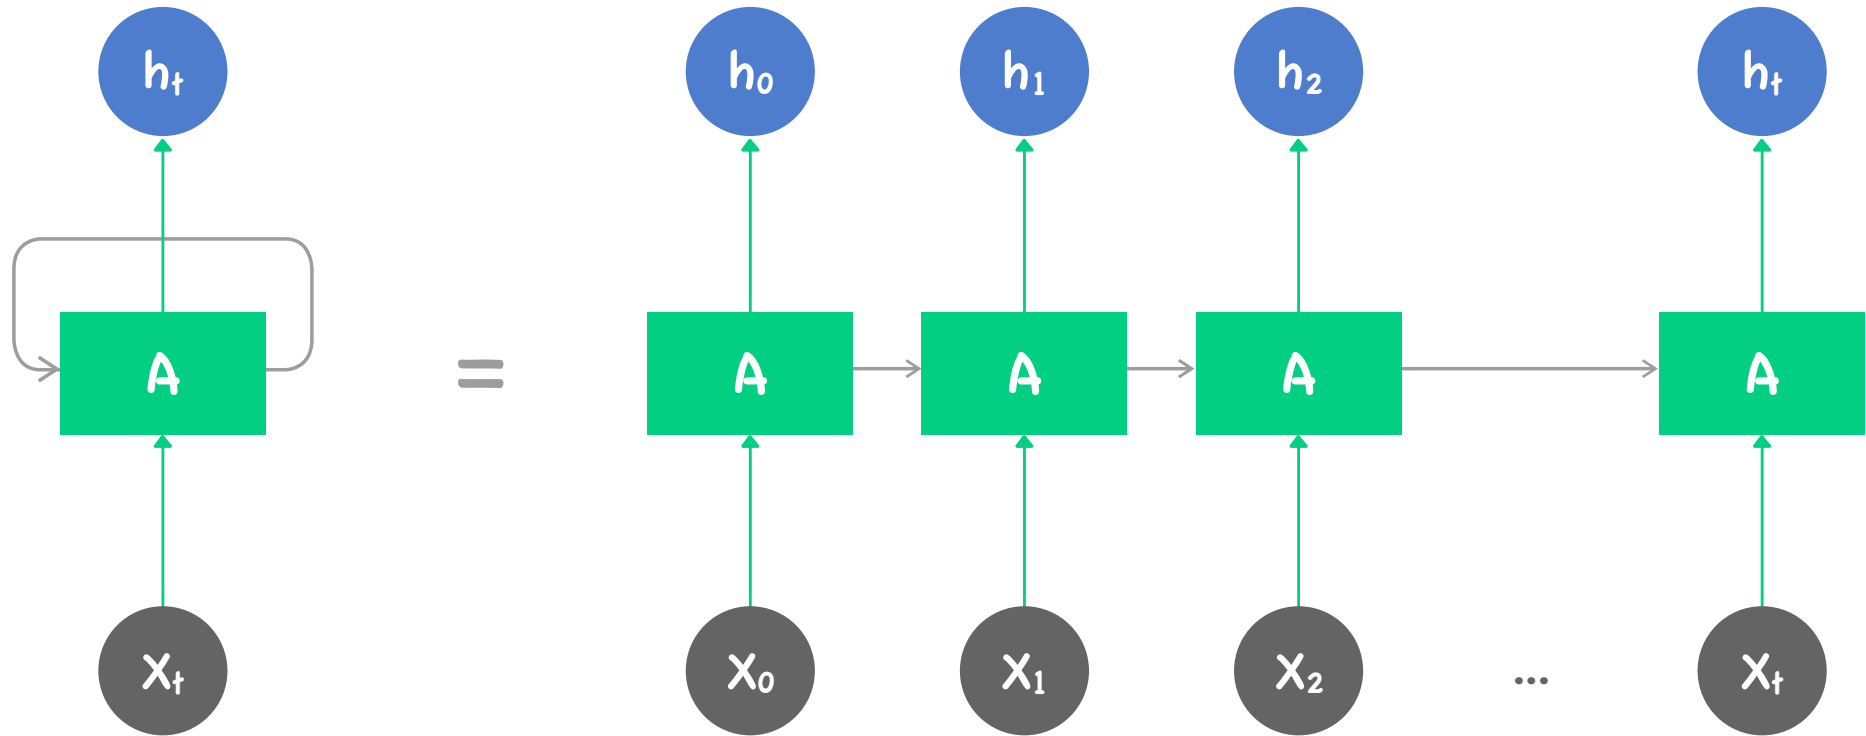 hₜ h₀ h₁ h₂ hₜ
A = A A A A
Xₜ X₀ X₁ X₂ ... Xₜ